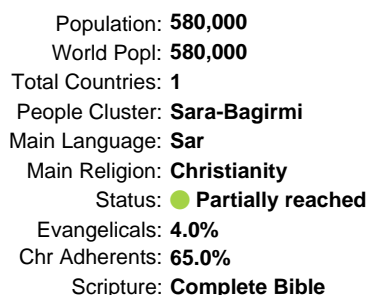 Population: 580,000
World Popl: 580,000
Total Countries: 1
People Cluster: Sara-Bagirmi
Main Language: Sar
Main Religion: Christianity
Status: Partially reached
Evangelicals: 4.0%
Chr Adherents: 65.0%
Scripture: Complete Bible